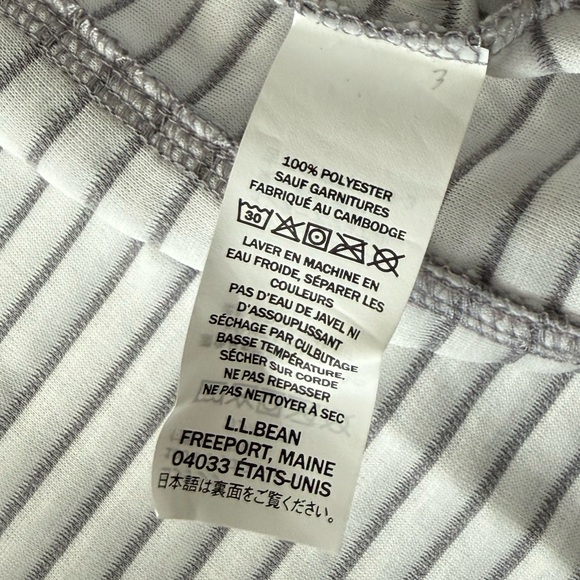 3
100% POLYESTER
SAUF GARNITURES
FABRIQUÉ AU CAMBODGE
30
LAVER EN MACHINE EN
EAU FROIDE, SÉPARER LES
COULEURS
PAS D'EAU DE JAVEL NI
D'ASSOUPLISSANT
SÉCHAGE PAR CULBUTAGE
BASSE TEMPÉRATURE.
SÉCHER SUR CORDE
NE PAS REPASSER
NE PAS NETTOYER À SEC
L.L.BEAN
FREEPORT, MAINE
04033 ÉTATS-UNIS
日本語は裏面をご覧ください。